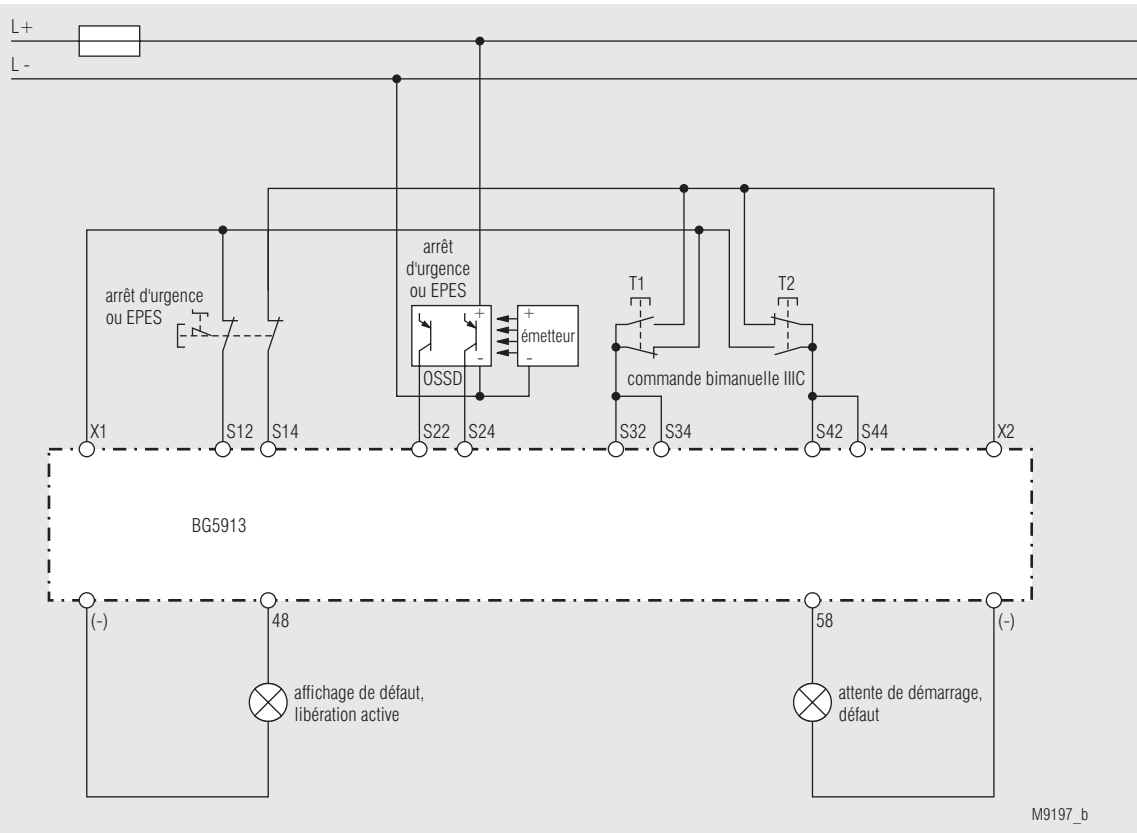 L+
L -
arrêt
d'urgence
ou EPES
arrêt d'urgence
ou EPES
T1
T2
+
+
émetteur
-
-
OSSD
commande bimanuelle IIIC
X1
S12
S14
S22
S24
S32
S34
S42
S44
X2
BG5913
(-)
48
58
(-)
affichage de défaut,
libération active
attente de démarrage,
défaut
M9197_b